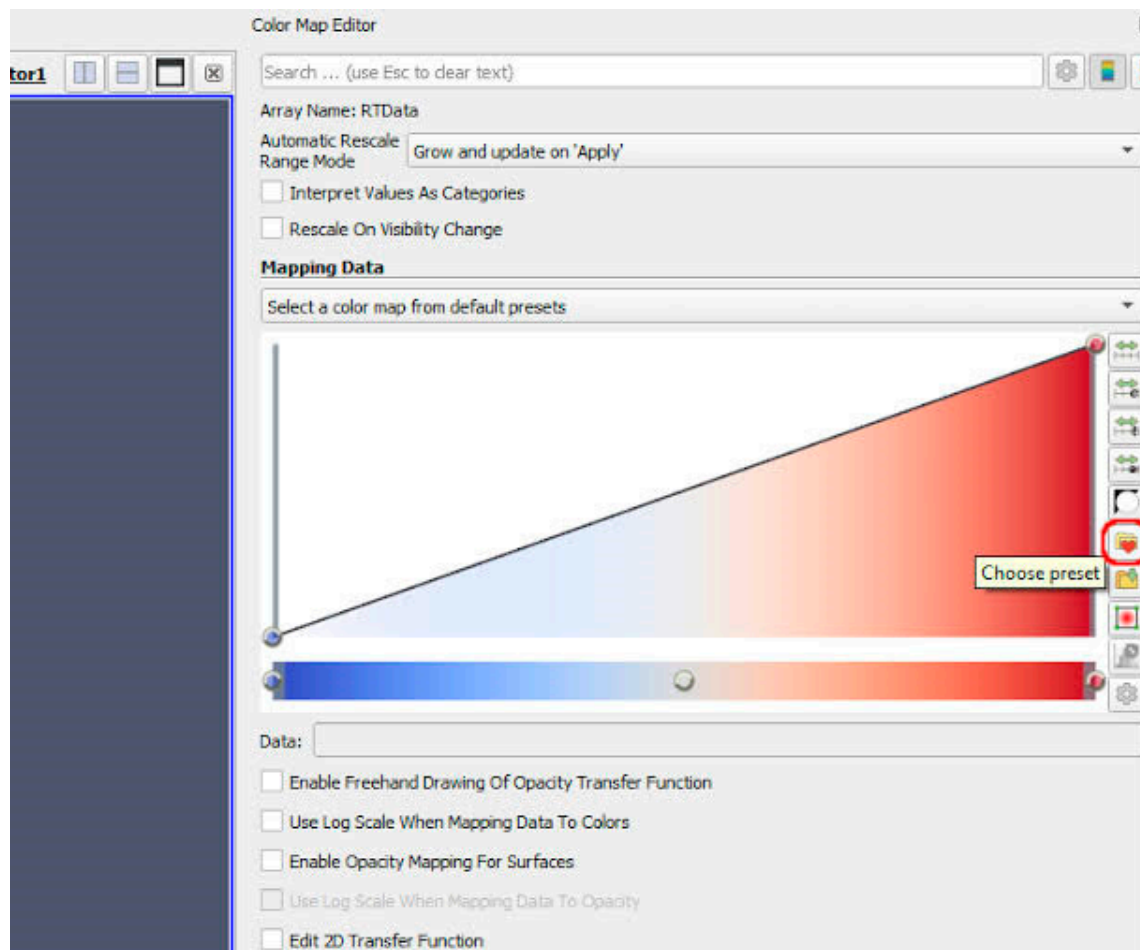 Color Map Editor
tor1
Search ... (use Esc to clear text)
Array Name: RTData
Automatic Rescale
Range Mode
Grow and update on 'Apply'
Interpret Values As Categories
Rescale On Visibility Change
Mapping Data
Select a color map from default presets
Choose preset
Data:
Enable Freehand Drawing Of Opacity Transfer Function
Use Log Scale When Mapping Data To Colors
Enable Opacity Mapping For Surfaces
Use Log Scale When Mapping Data To Opacity
Edit 2D Transfer Function